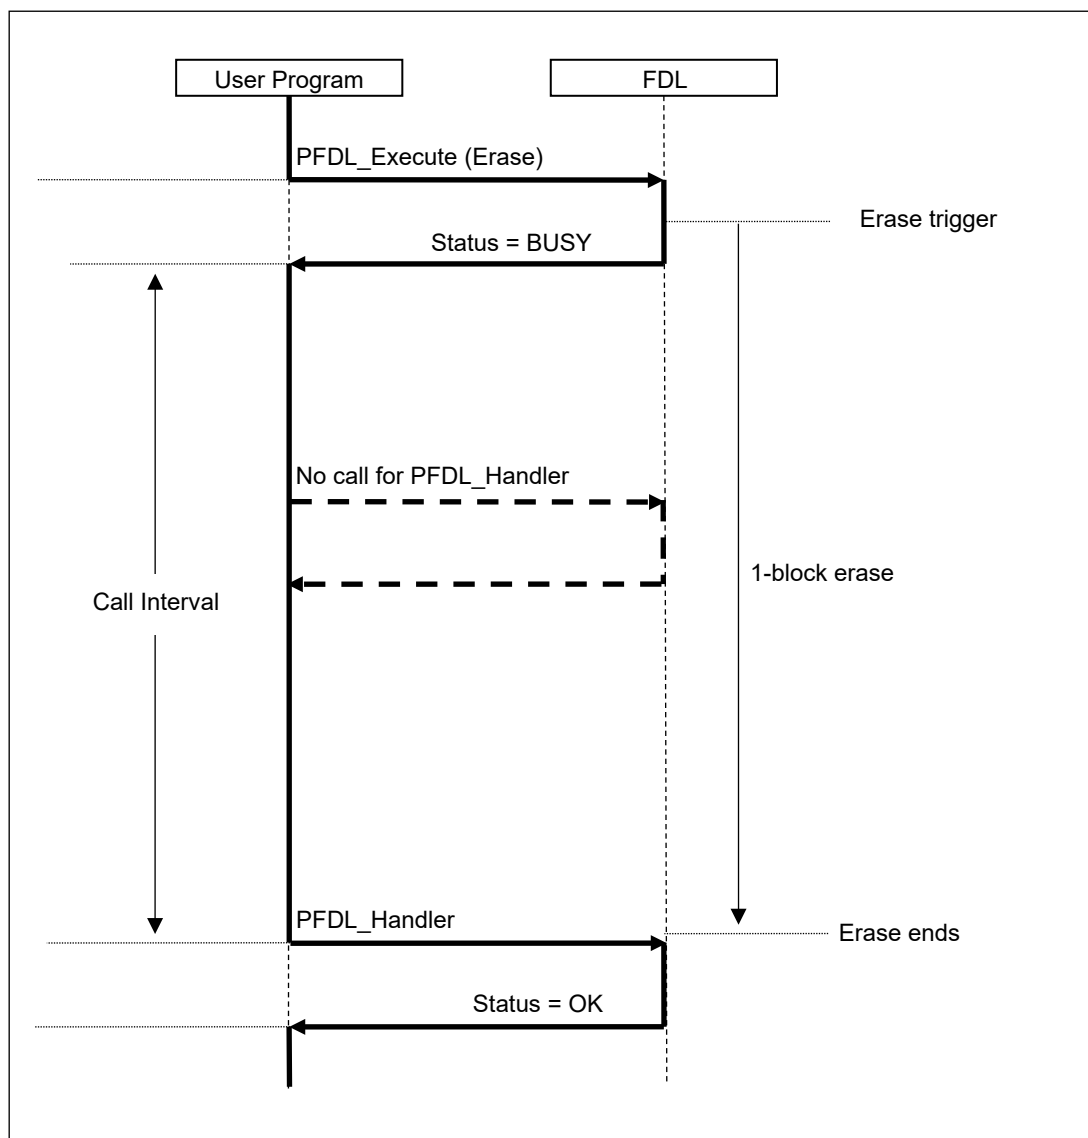 User Program
FDL
PFDL_Execute (Erase)
Erase trigger
Status = BUSY
No call for PFDL_Handler
1-block erase
Call Interval
PFDL_Handler
Erase ends
Status = OK